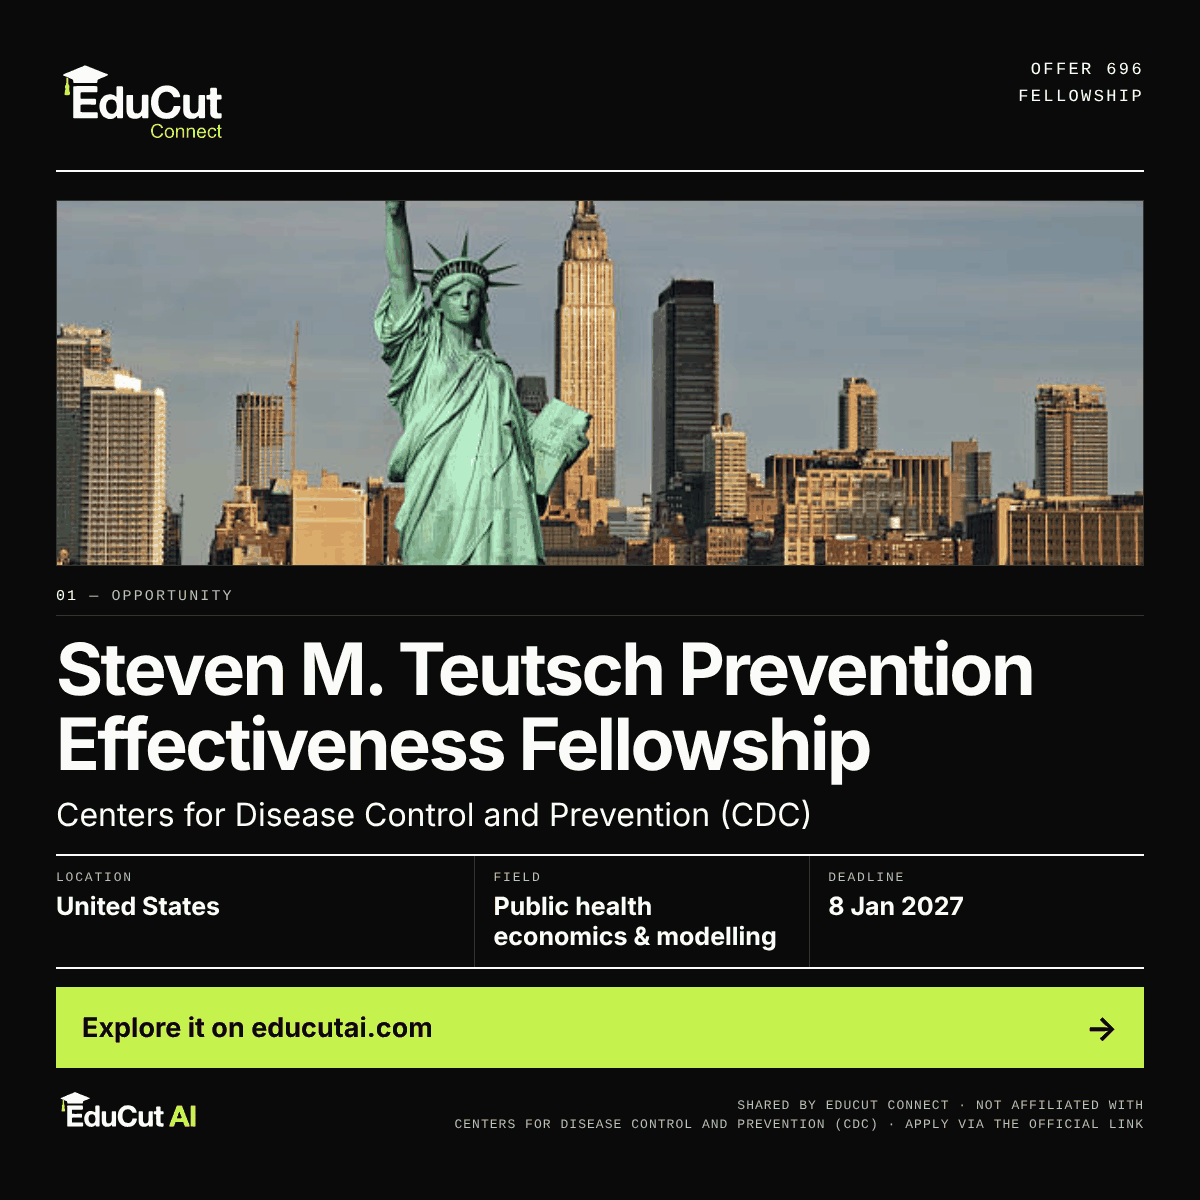 EduCut
Connect
OFFER 696
FELLOWSHIP
01 — OPPORTUNITY
Steven M. Teutsch Prevention
Effectiveness Fellowship
Centers for Disease Control and Prevention (CDC)
LOCATION
United States
FIELD
Public health
economics & modelling
DEADLINE
8 Jan 2027
Explore it on educutai.com →
EduCut AI
SHARED BY EDUCUT CONNECT · NOT AFFILIATED WITH
CENTERS FOR DISEASE CONTROL AND PREVENTION (CDC) · APPLY VIA THE OFFICIAL LINK